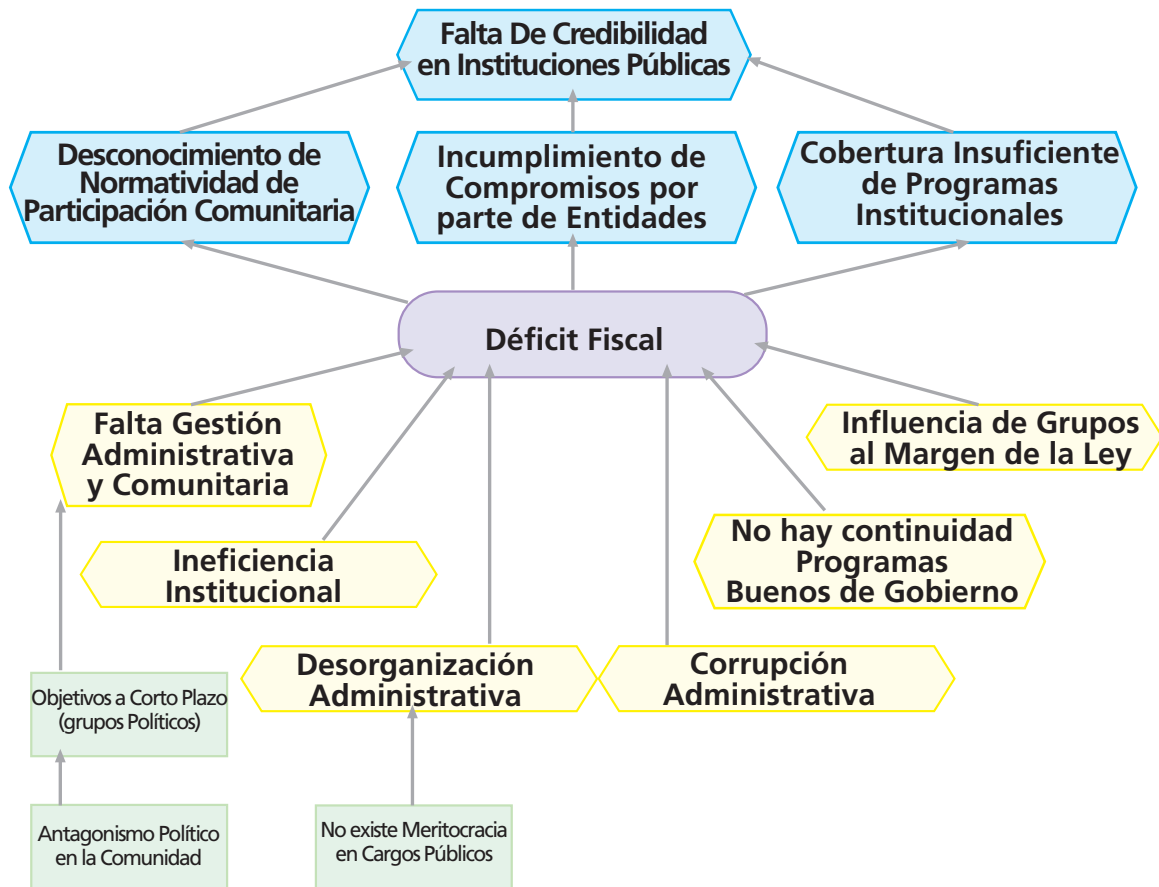 Falta De Credibilidad
en Instituciones Públicas
Desconocimiento de
Normatividad de
Participación Comunitaria
Incumplimiento de
Compromisos por
parte de Entidades
Cobertura Insuficiente
de Programas
Institucionales
Déficit Fiscal
Falta Gestión
Administrativa
y Comunitaria
Influencia de Grupos
al Margen de la Ley
Ineficiencia
Institucional
No hay continuidad
Programas
Buenos de Gobierno
Desorganización
Administrativa
Corrupción
Administrativa
Objetivos a Corto Plazo
(grupos Políticos)
Antagonismo Político
en la Comunidad
No existe Meritocracia
en Cargos Públicos